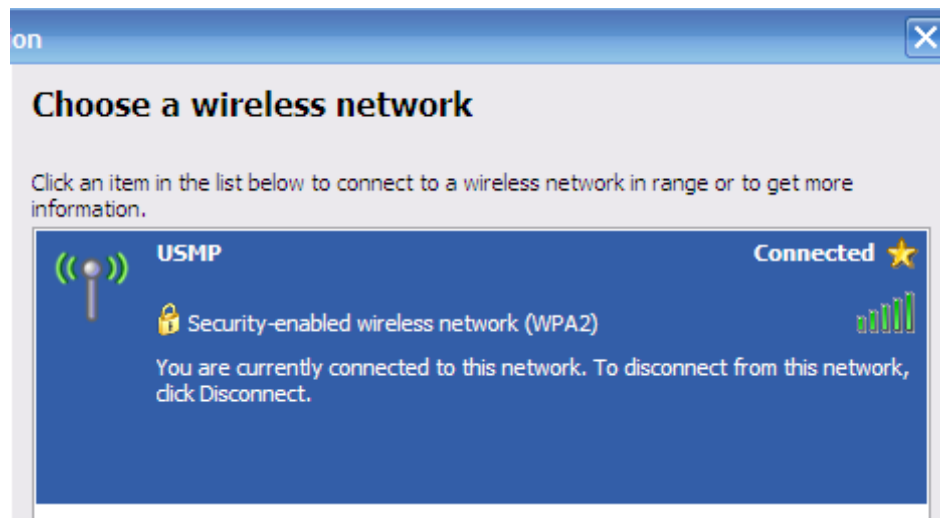 on
Choose a wireless network
Click an item in the list below to connect to a wireless network in range or to get more
information.
USMP
Connected
Security-enabled wireless network (WPA2)
You are currently connected to this network. To disconnect from this network,
click Disconnect.